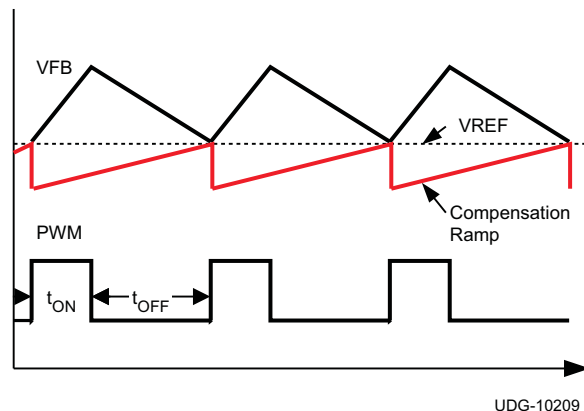 VFB
VREF
Compensation
Ramp
PWM
tON
tOFF
UDG-10209